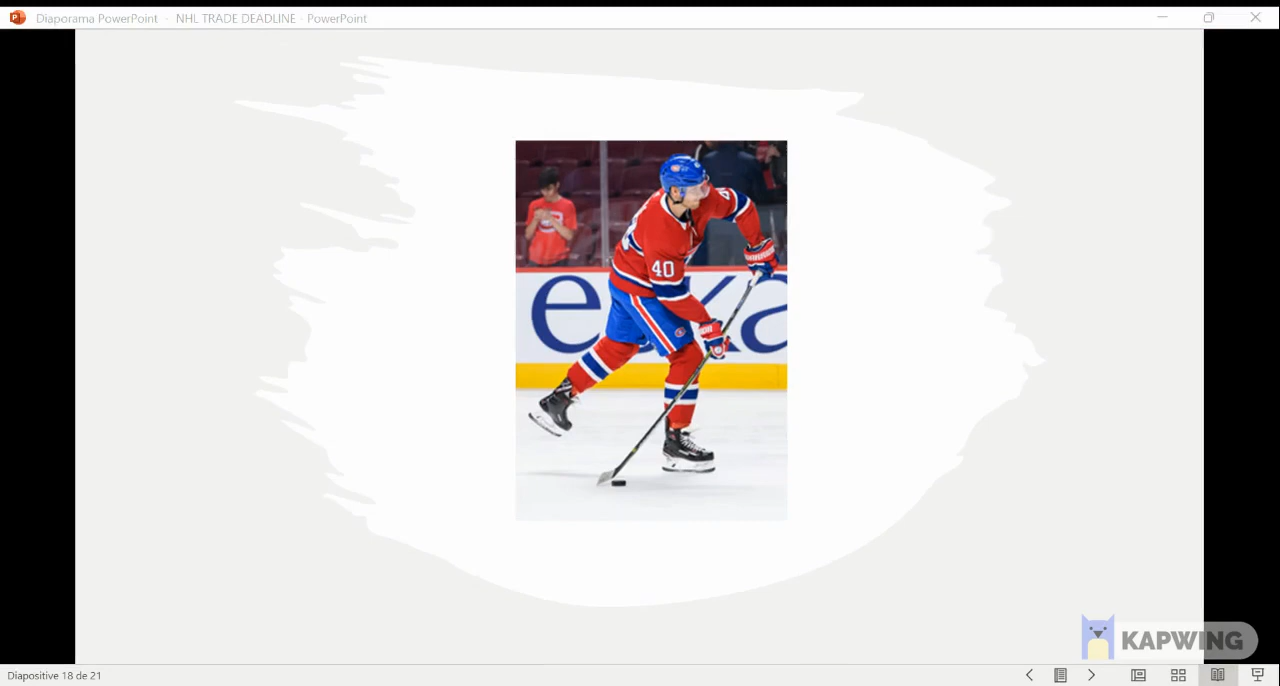 Diaporama PowerPoint - NHL TRADE DEADLINE - PowerPoint
40
KAPWING
Diapositive 18 de 21